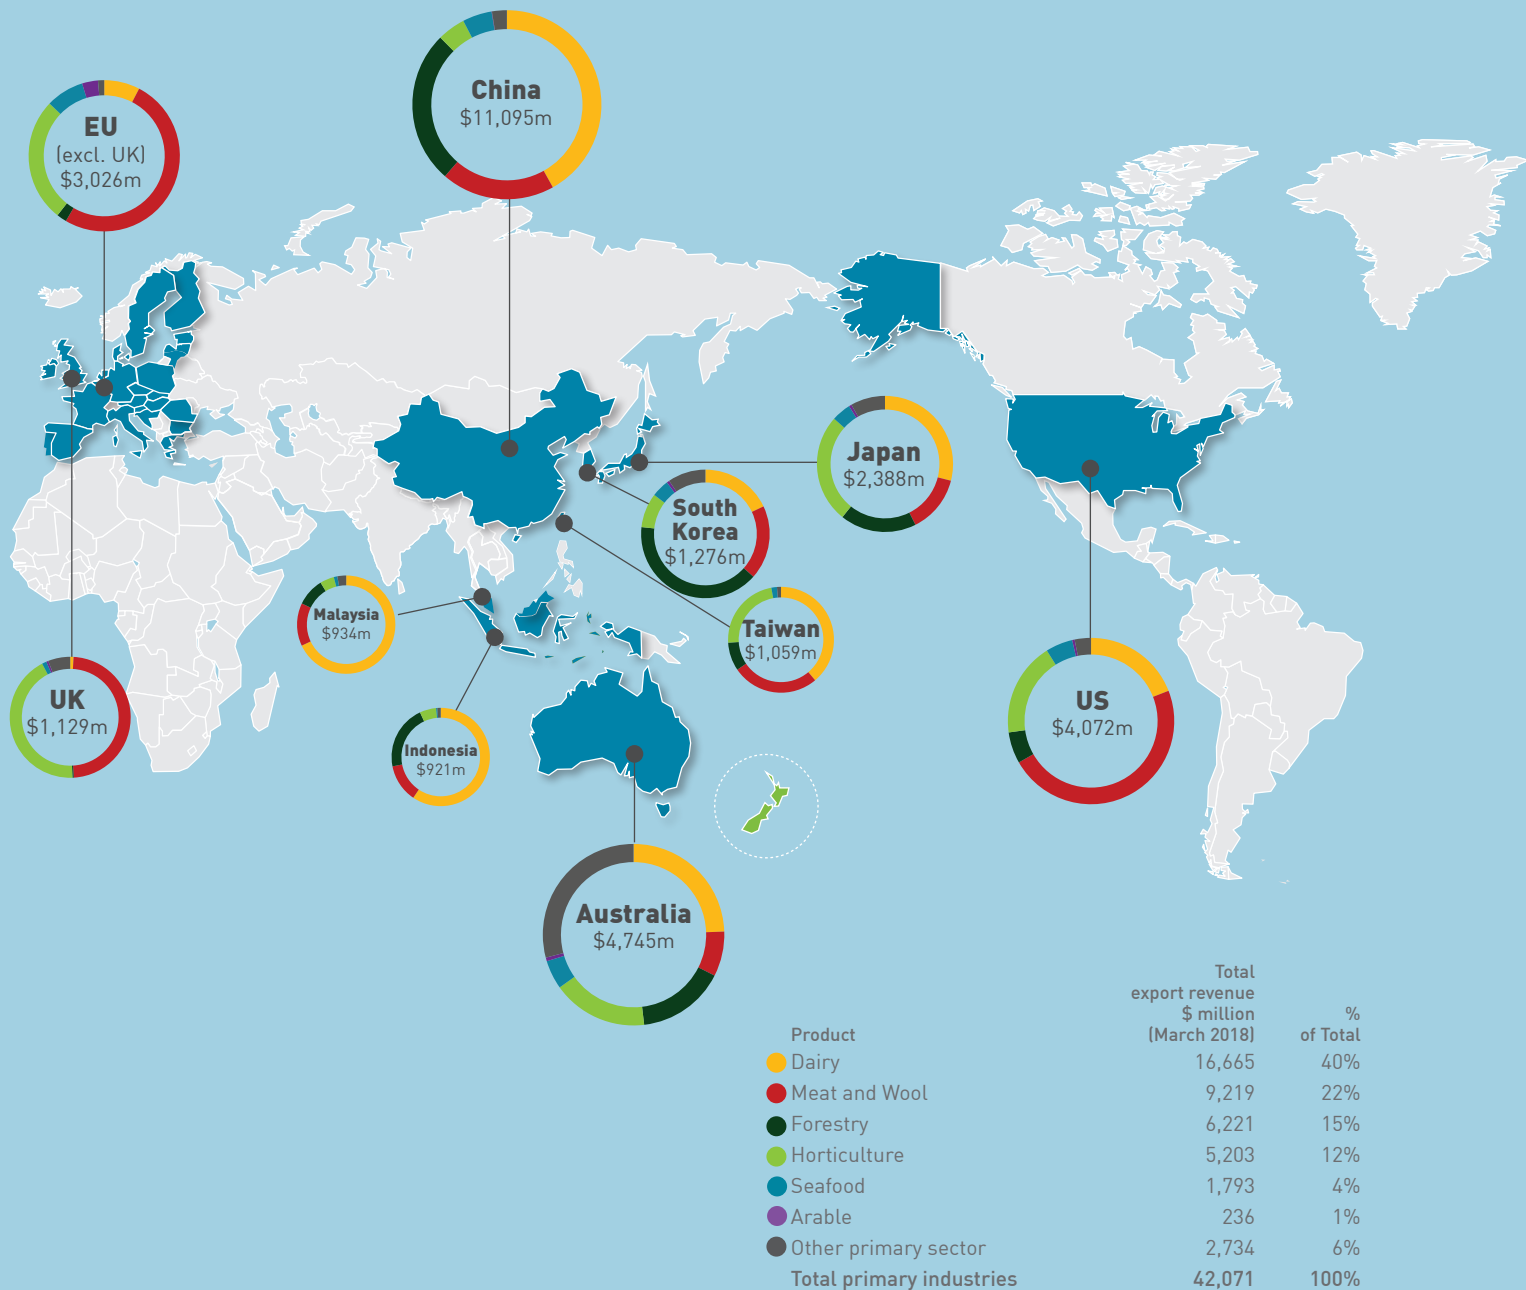 China
$11,095m
EU
(excl. UK)
$3,026m
Japan
$2,388m
South
Korea
$1,276m
Malaysia
$934m
Taiwan
$1,059m
UK
$1,129m
US
$4,072m
Indonesia
$921m
Australia
$4,745m
Total
export revenue
$ million %
Product (March 2018) of Total
Dairy 16,665 40%
Meat and Wool 9,219 22%
Forestry 6,221 15%
Horticulture 5,203 12%
Seafood 1,793 4%
Arable 236 1%
Other primary sector 2,734 6%
Total primary industries 42,071 100%